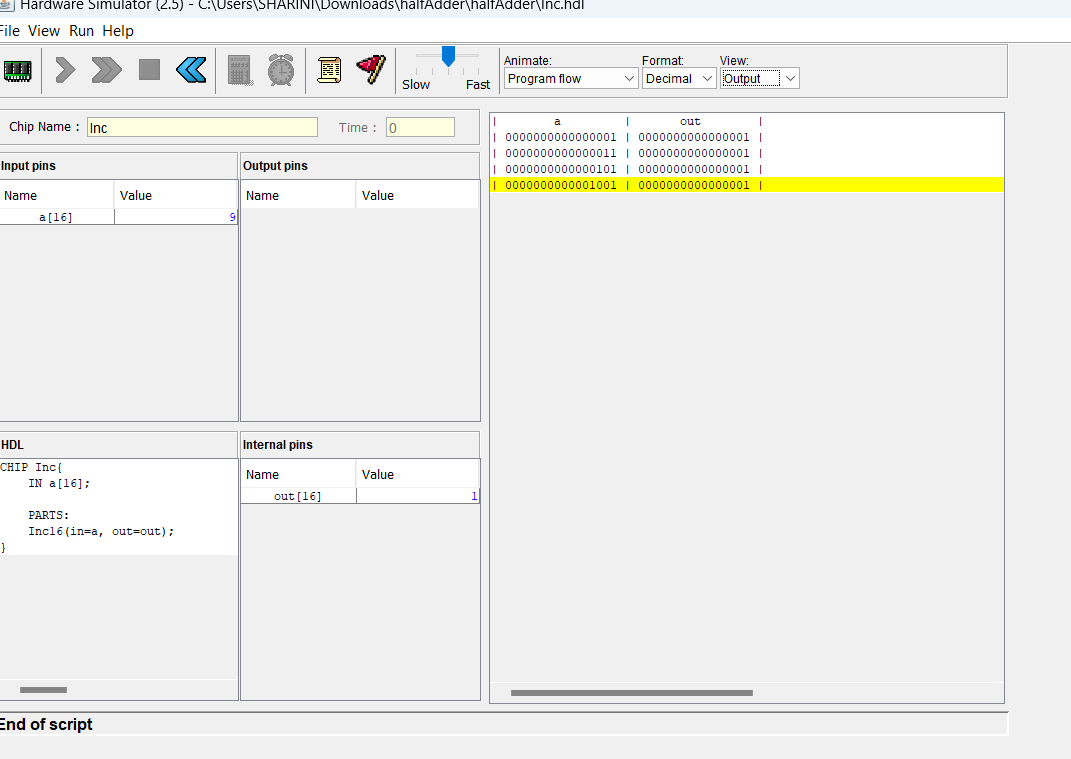 Hardware Simulator (2.5) - C:\Users\SHARINI\Downloads\halfAdder\halfAdder\Inc.hdl
File View Run Help
Slow Fast
Animate: Format: View:
Program flow Decimal Output
Chip Name : Inc Time : 0
Input pins Output pins
Name Value Name Value
a[16] 9
| a | out |
| 0000000000000001 | 0000000000000001 |
| 0000000000000011 | 0000000000000001 |
| 0000000000000101 | 0000000000000001 |
| 0000000000001001 | 0000000000000001 |
HDL
CHIP Inc{
IN a[16];
PARTS:
Inc16(in=a, out=out);
}
Internal pins
Name Value
out[16] 1
End of script